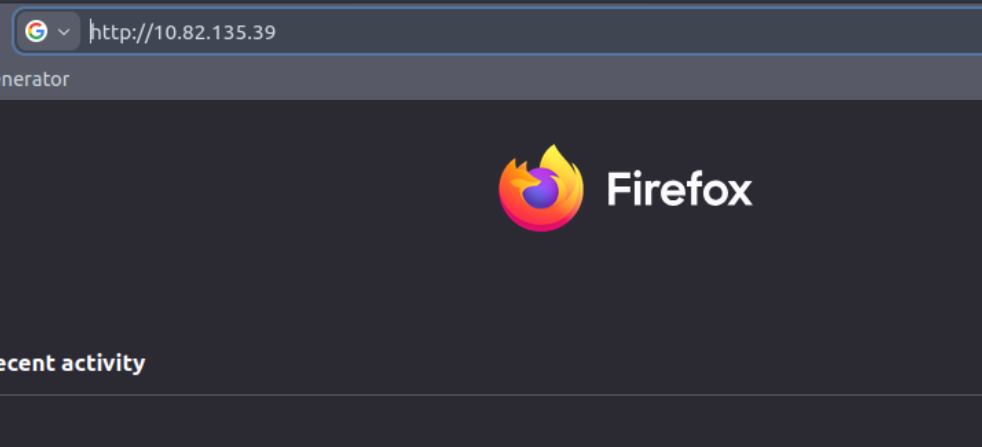 http://10.82.135.39
nerator
Firefox
ecent activity